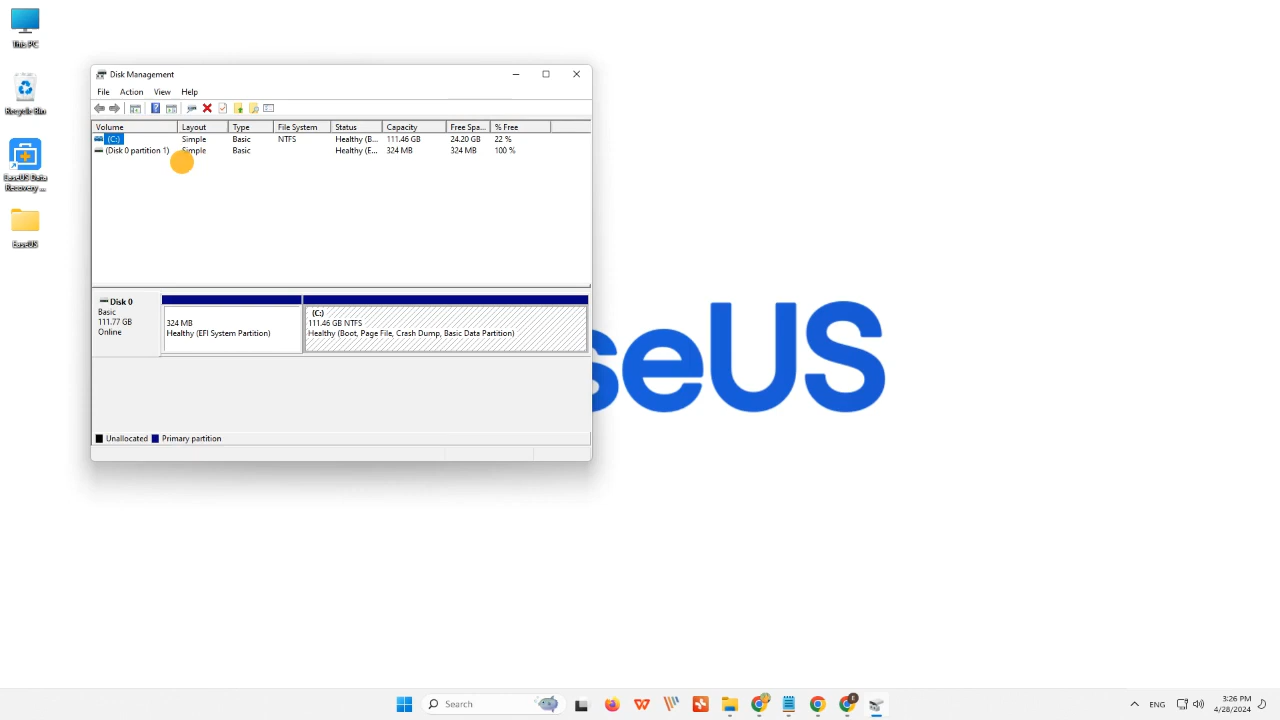 This PC
Recycle Bin
EaseUS Data
Recovery ...
EaseUS
Disk Management
File Action View Help
Volume Layout Type File System Status Capacity Free Spa... % Free
(C:) Simple Basic NTFS Healthy (B... 111.46 GB 24.20 GB 22 %
(Disk 0 partition 1) Simple Basic Healthy (E... 324 MB 324 MB 100 %
Disk 0
Basic
111.77 GB
Online
324 MB
Healthy (EFI System Partition)
(C:)
111.46 GB NTFS
Healthy (Boot, Page File, Crash Dump, Basic Data Partition)
Unallocated Primary partition
seUS
Search
ENG
3:26 PM
4/28/2024